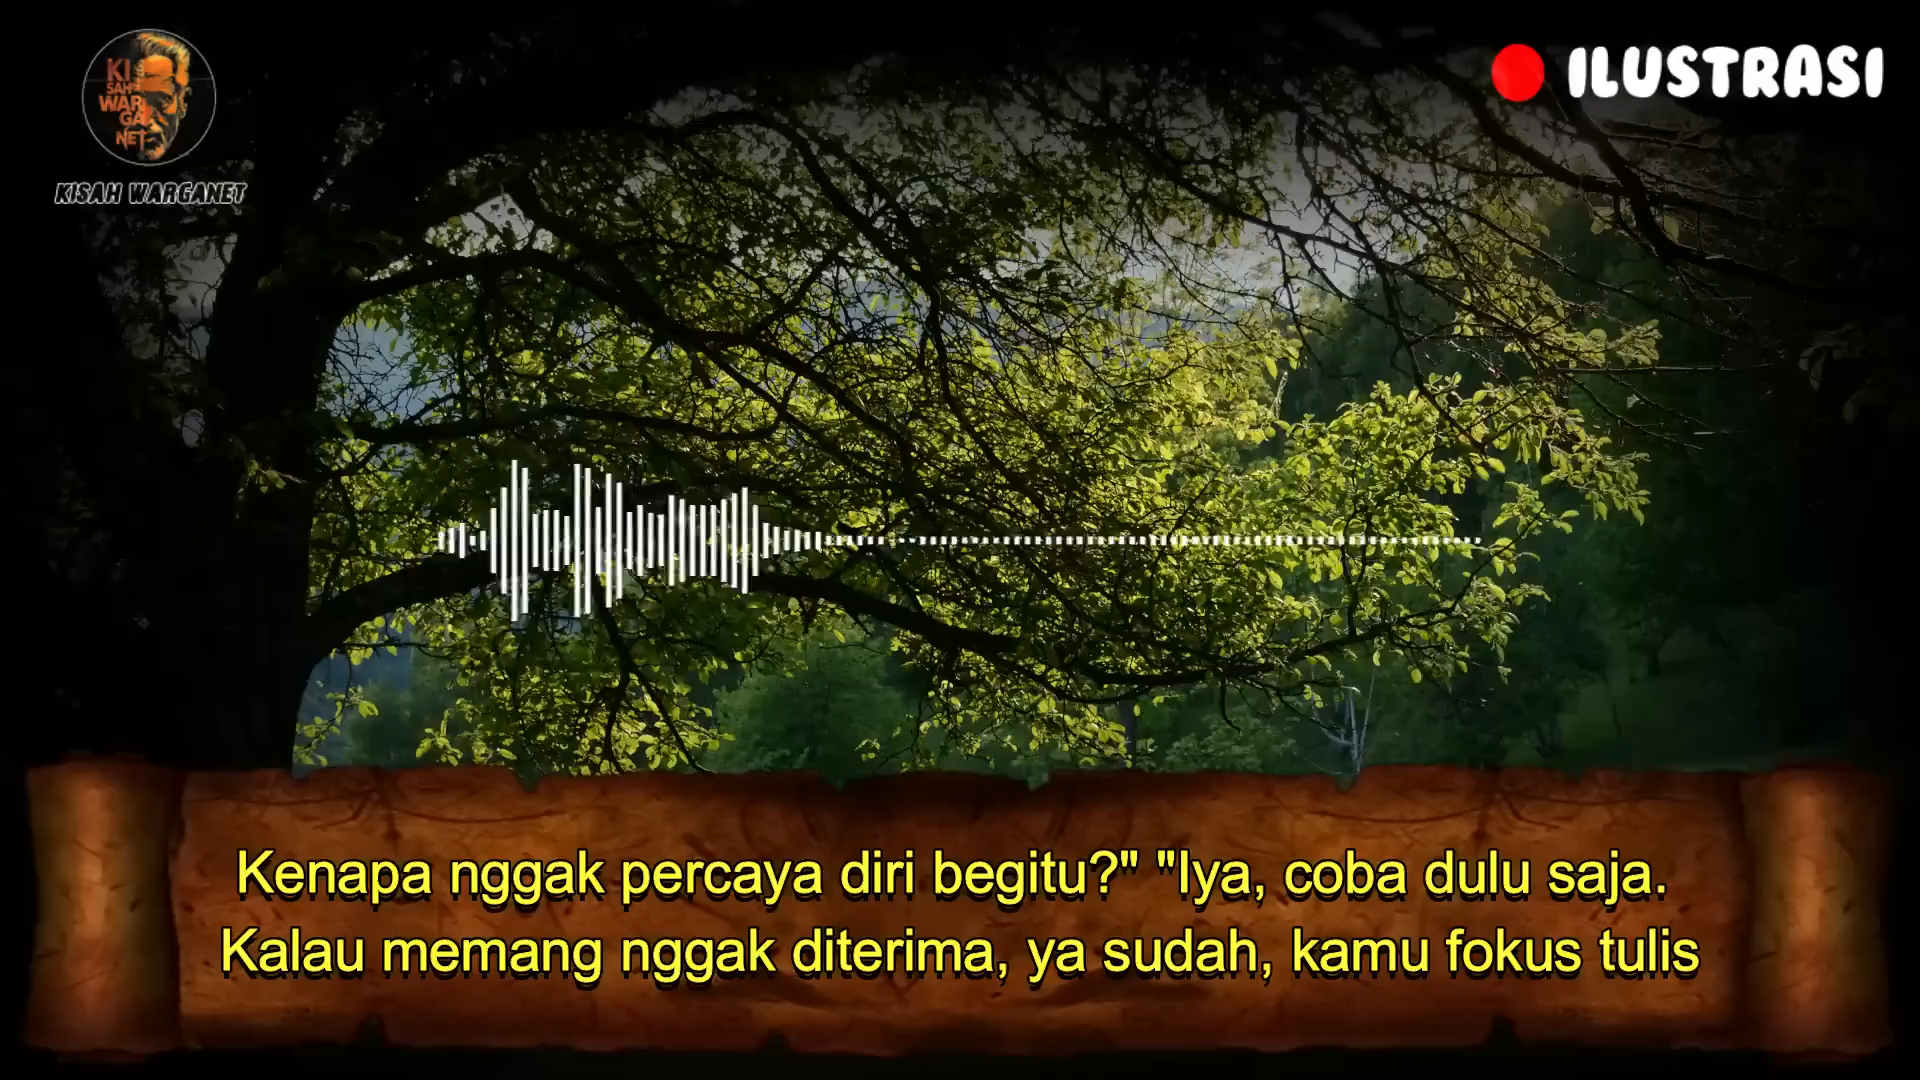 KI
SAH
WAR
GA
NET
KISAH WARGANET
ILUSTRASI
Kenapa nggak percaya diri begitu?" "Iya, coba dulu saja.
Kalau memang nggak diterima, ya sudah, kamu fokus tulis